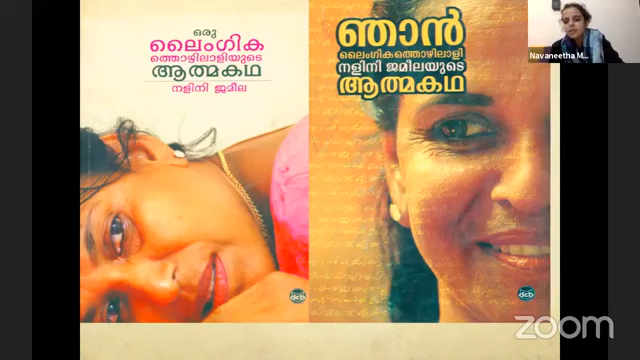 ഒരു
ലൈംഗിക
ത്തൊഴിലാളിയുടെ
ആത്മകഥ
നളിനി ജമീല
dcb
ഞാൻ
ലൈംഗികത്തൊഴിലാളി
നളിനി ജമീലയുടെ
ആത്മകഥ
dcb
Navaneetha M...
zoom